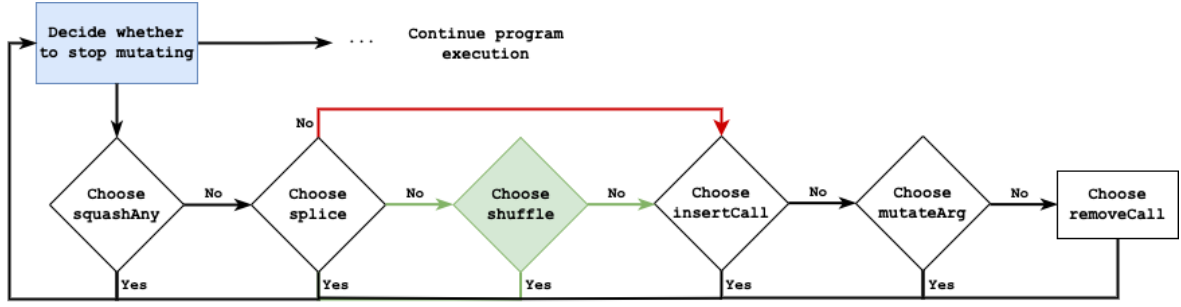 Decide whether
to stop mutating
... Continue program
execution
No
Choose
squashAny
No
Choose
splice
No
Choose
shuffle
No
Choose
insertCall
No
Choose
mutateArg
No
Choose
removeCall
Yes
Yes
Yes
Yes
Yes